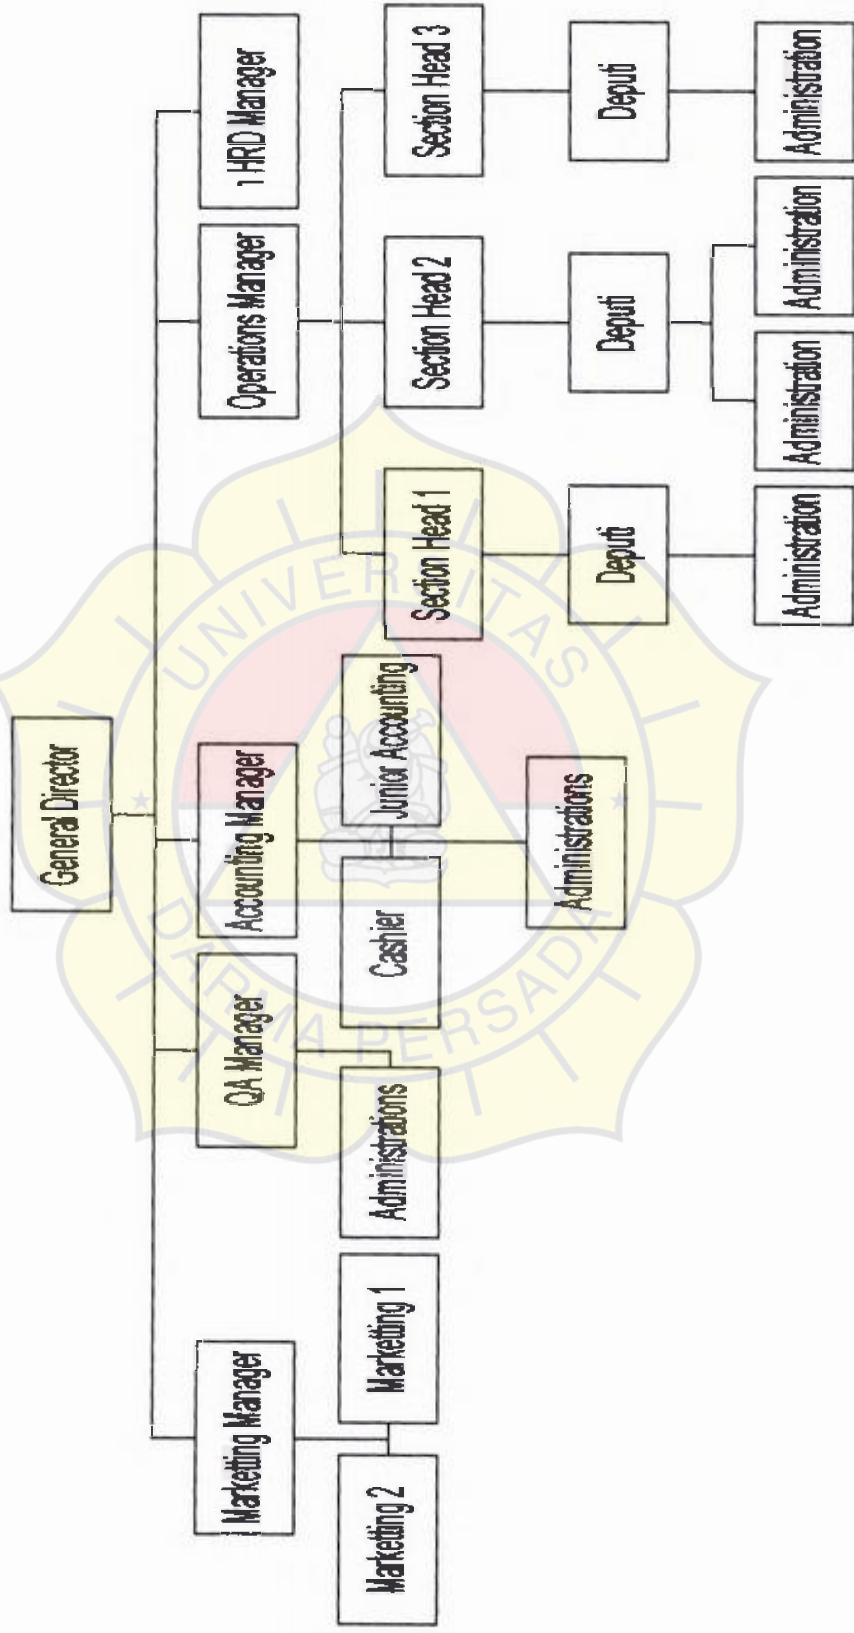 General Director
Marketting Manager
QA Manager
Accounting Manager
Operations Manager
HRD Manager
Marketting 2
Marketting 1
Administrations
Cashier
Junior Accounting
Administrations
Section Head 1
Section Head 2
Section Head 3
Deputi
Deputi
Deputi
Administration
Administration
Administration
Administration
UNIVERSITAS
DARMA PERSADA